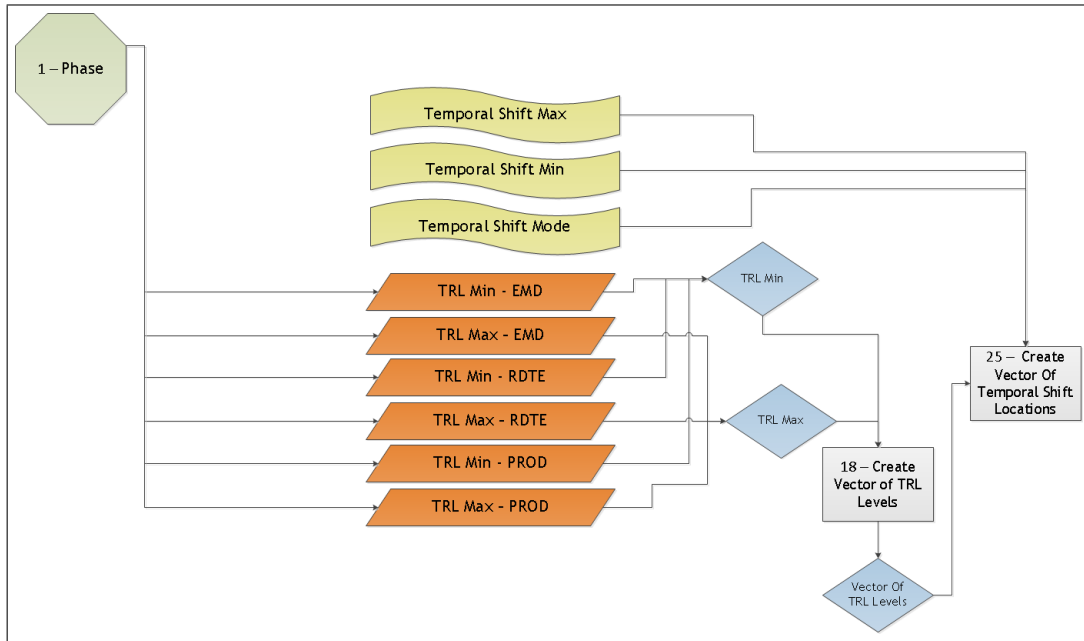 1 – Phase
Temporal Shift Max
Temporal Shift Min
Temporal Shift Mode
TRL Min - EMD
TRL Min
TRL Max – EMD
25 – Create
Vector Of
Temporal Shift
Locations
TRL Min - RDTE
TRL Max – RDTE
TRL Max
TRL Min - PROD
18 – Create
Vector of TRL
Levels
TRL Max – PROD
Vector Of
TRL Levels